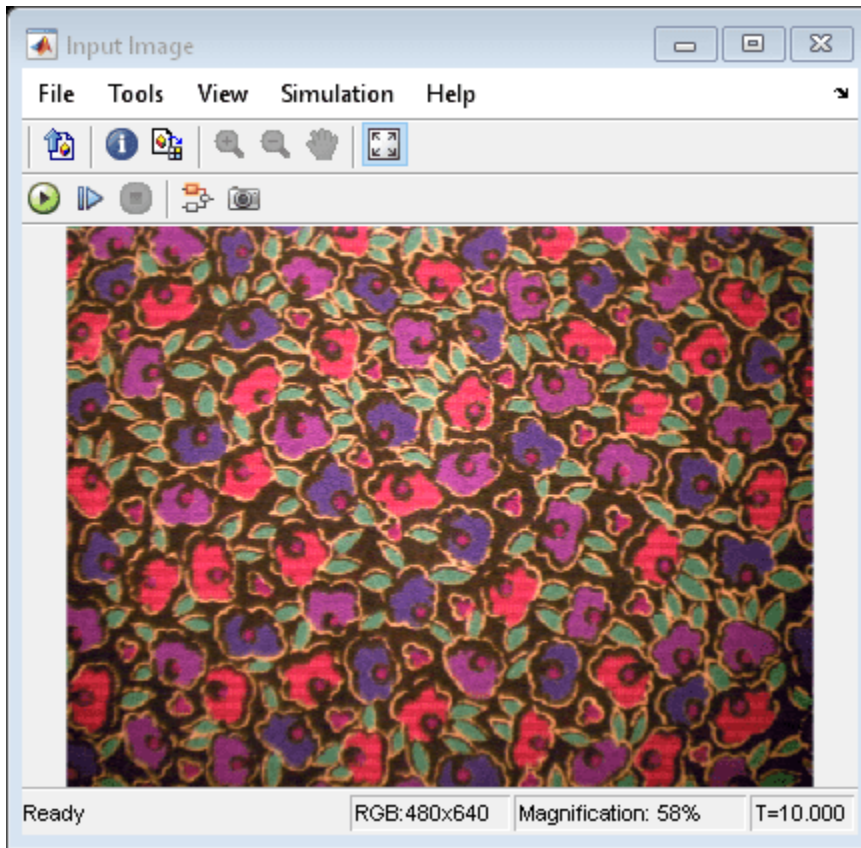 Input Image
File Tools View Simulation Help
Ready RGB:480x640 Magnification: 58% T=10.000